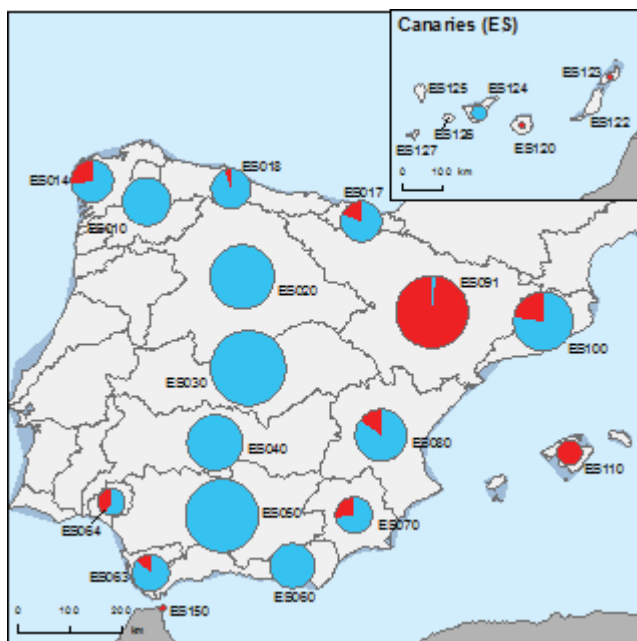 Canaries (ES)
ES125
ES124
ES123
ES126
ES127
ES120
ES122
0 100 km
ES014
ES018
ES017
ES010
ES091
ES020
ES100
ES030
ES080
ES040
ES110
ES050
ES064
ES070
ES063
ES060
ES150
0 100 200
km